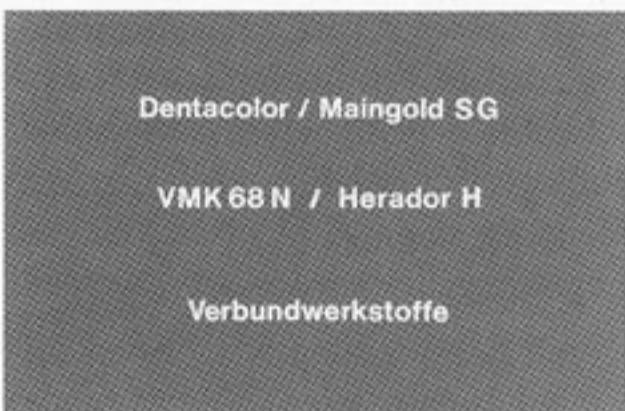 Dentacolor / Maingold SG
VMK 68 N / Herador H
Verbundwerkstoffe